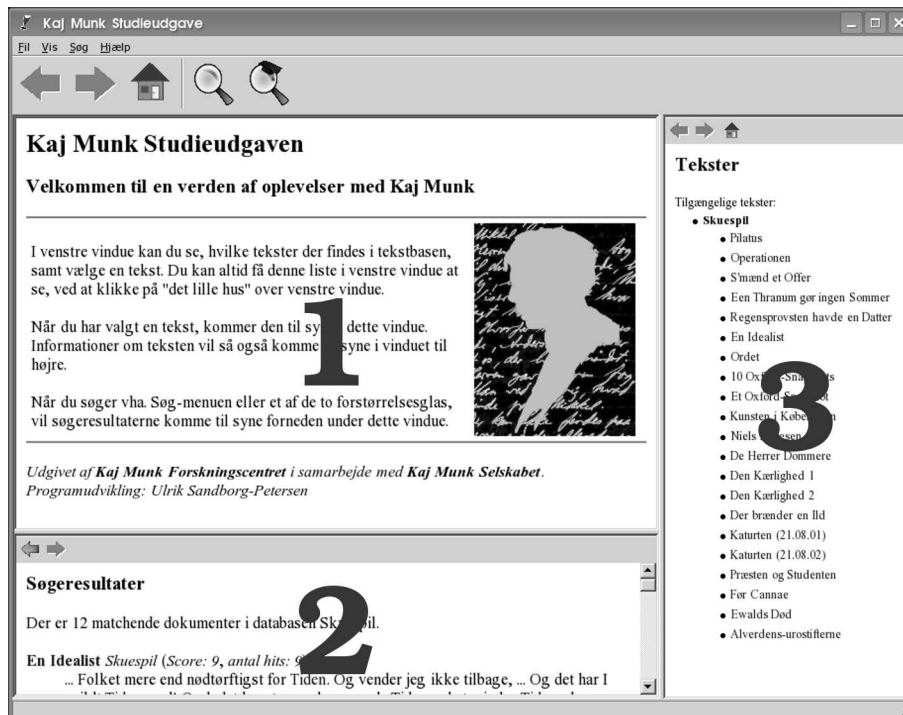 Kaj Munk Studieudgave
Fil Vis Søg Hjælp
Kaj Munk Studieudgaven
Velkommen til en verden af oplevelser med Kaj Munk
I venstre vindue kan du se, hvilke tekster der findes i tekstbasen,
samt vælge en tekst. Du kan altid få denne liste i venstre vindue at
se, ved at klikke på "det lille hus" over venstre vindue.
Når du har valgt en tekst, kommer den til dette vindue.
Informationer om teksten vil så også komme syne i vinduet til
højre.
Når du søger vha. Søg-menuen eller et af de to forstørrelsesglas,
vil søgeresultaterne komme til syne forneden under dette vindue.
1
Udgivet af Kaj Munk Forskningscentret i samarbejde med Kaj Munk Selskabet.
Programudvikling: Ulrik Sandborg-Petersen
Søgeresultater
Der er 12 matchende dokumenter i databasen
En Idealist Skuespil (Score: 9, antal hits: 9
... Folket mere end nødtørftigst for Tiden. Og vender jeg ikke tilbage, ... Og det har I
2
Tekster
Tilgængelige tekster:
Skuespil
Pilatus
Operationen
S'mænd et Offer
Een Thranum gør ingen Sommer
Regensprovsten havde en Datter
En Idealist
Ordet
10
Et
Kunsten i
Niels
De Herrer Dommere
Den Kærlighed 1
Den Kærlighed 2
Der brænder en Ild
Katurten (21.08.01)
Katurten (21.08.02)
Præsten og Studenten
Før Cannae
Ewalds Død
Alverdens-urostifterne
3